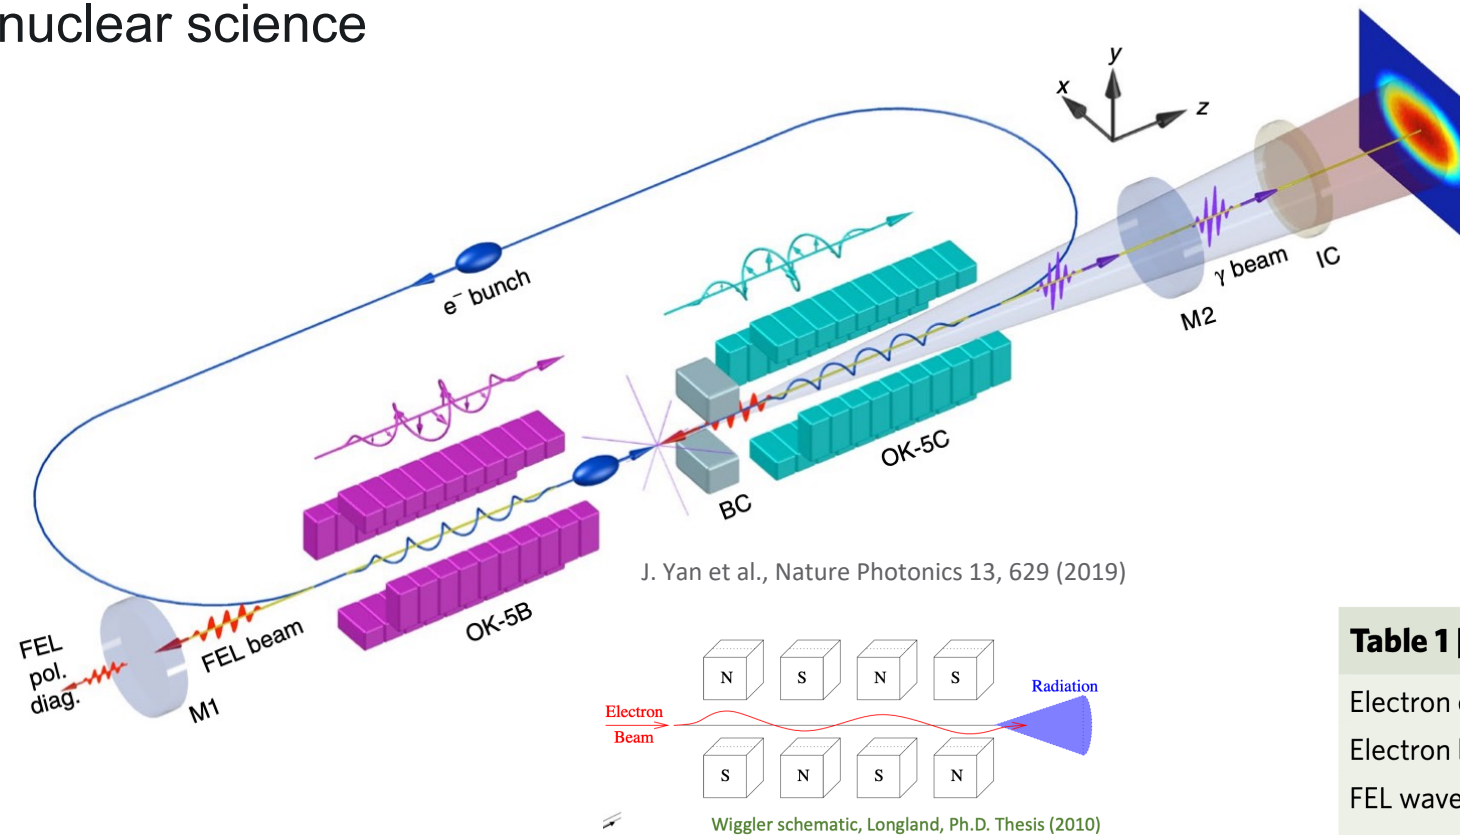 nuclear science
y
x
z
e⁻ bunch
γ beam
IC
M2
OK-5C
BC
J. Yan et al., Nature Photonics 13, 629 (2019)
OK-5B
FEL beam
FEL
pol.
diag.
M1
N S N S
Radiation
Electron
Beam
S N S N
Wiggler schematic, Longland, Ph.D. Thesis (2010)
Table 1 |
Electron
Electron
FEL wave